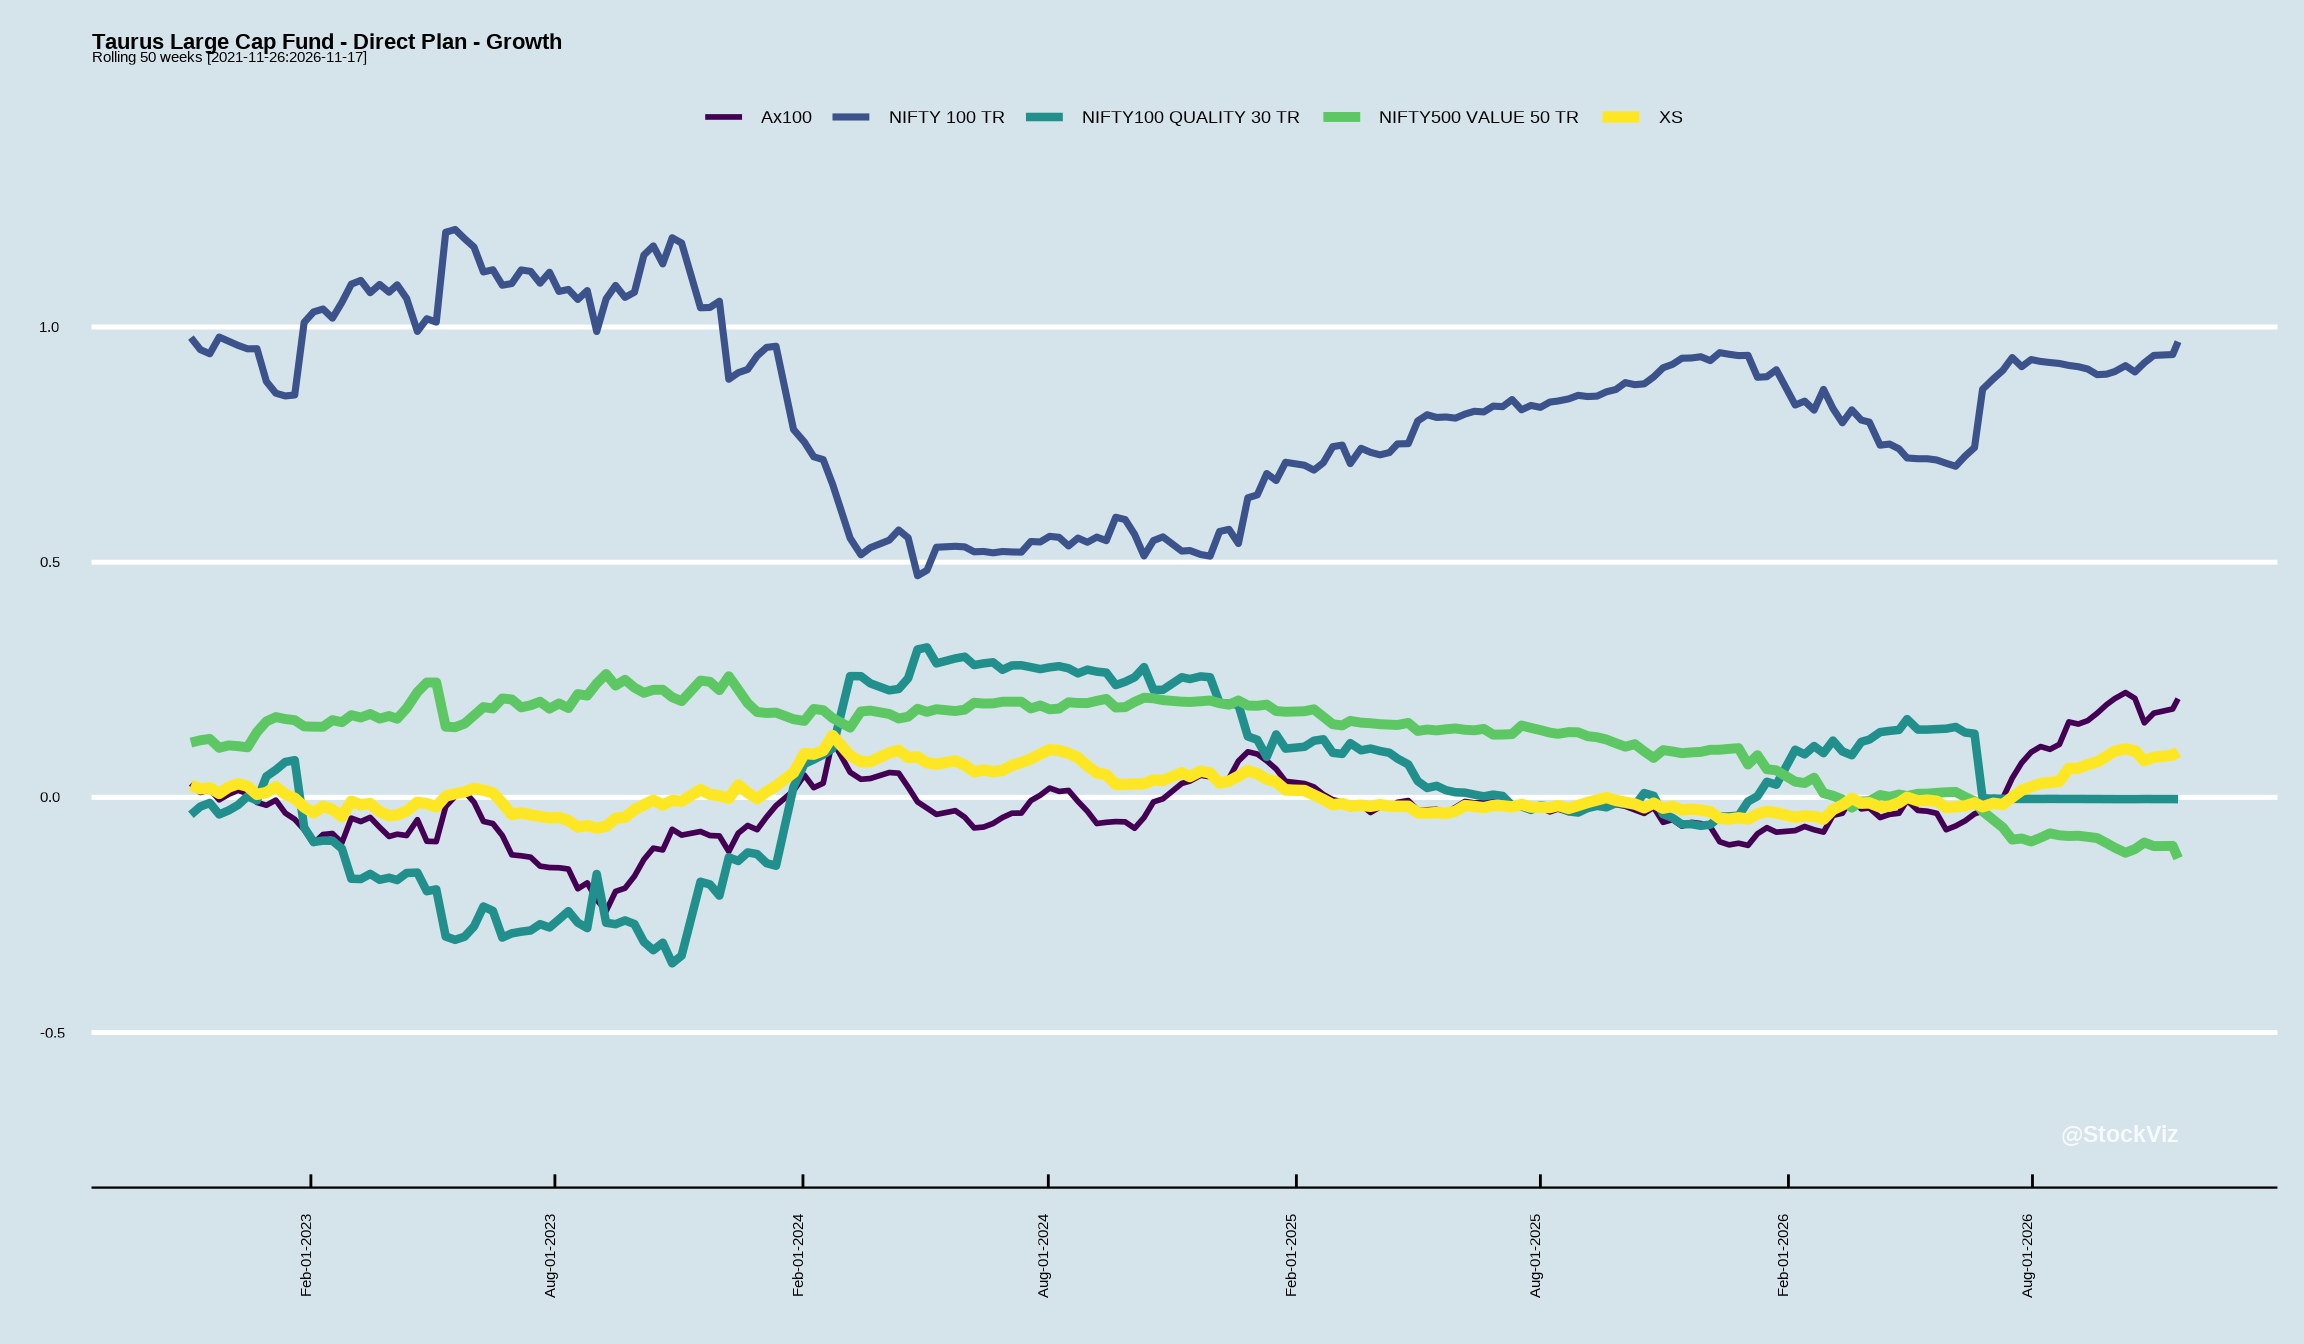 Taurus Large Cap Fund - Direct Plan - Growth
Rolling 50 weeks [2021-11-26:2026-11-17]
Ax100 NIFTY 100 TR NIFTY100 QUALITY 30 TR NIFTY500 VALUE 50 TR XS
1.0
0.5
0.0
-0.5
@StockViz
Feb-01-2023 Aug-01-2023 Feb-01-2024 Aug-01-2024 Feb-01-2025 Aug-01-2025 Feb-01-2026 Aug-01-2026